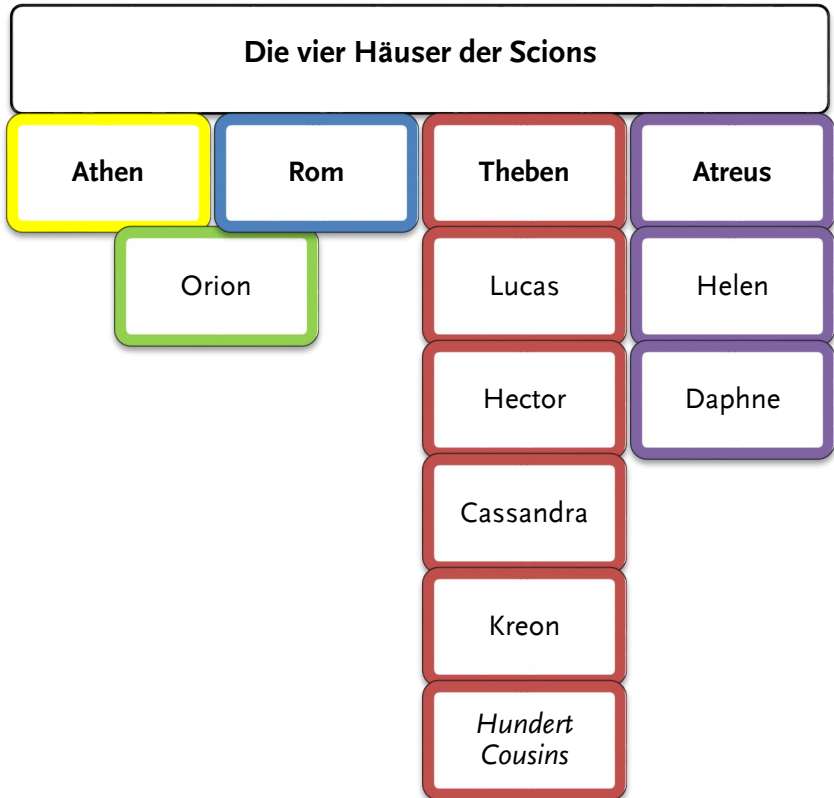 Die vier Häuser der Scions
Athen
Rom
Theben
Atreus
Orion
Lucas
Helen
Hector
Daphne
Cassandra
Kreon
Hundert
Cousins